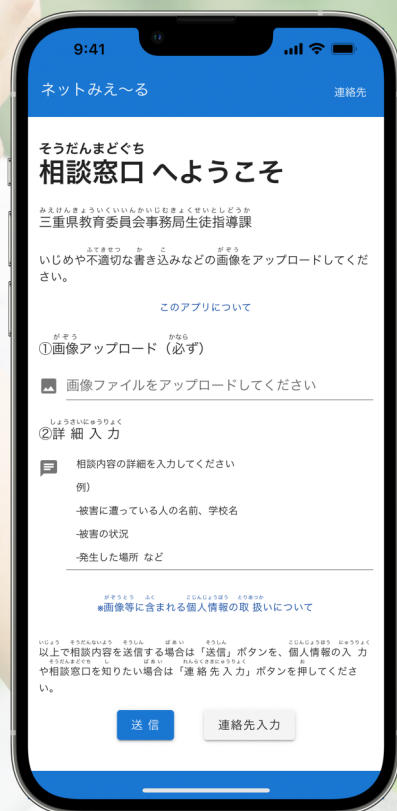 9:41
ネットみえ～る
連絡先
そうだんまどぐち
相談窓口 へようこそ
みえけんきょういくいいんかいじむきょくせいとしどうか
三重県教育委員会事務局生徒指導課
ふてきせつ か こ がぞう
いじめや不適切な書き込みなどの画像をアップロードしてくだ
さい。
このアプリについて
がぞう かなら
①画像アップロード（必ず）
画像ファイルをアップロードしてください
しょうさいにゅうりょく
②詳 細 入 力
相談内容の詳細を入力してください
例）
-被害に遭っている人の名前、学校名
-被害の状況
-発生した場所 など
がぞうとう ふく こじんじょうほう とりあつか
※画像等に含まれる個人情報の取 扱いについて
いじょう そうだんないよう そうしん ばあい そうしん こじんじょうほう にゅうりょく
以上で相談内容を送信する場合は「送信」ボタンを、個人情報の入 力
そうだんまどぐち し ばあい れんらくさきにゅうりょく お
や相談窓口を知りたい場合は「連 絡 先 入 力」ボタンを押してくださ
い。
送 信
連絡先入力